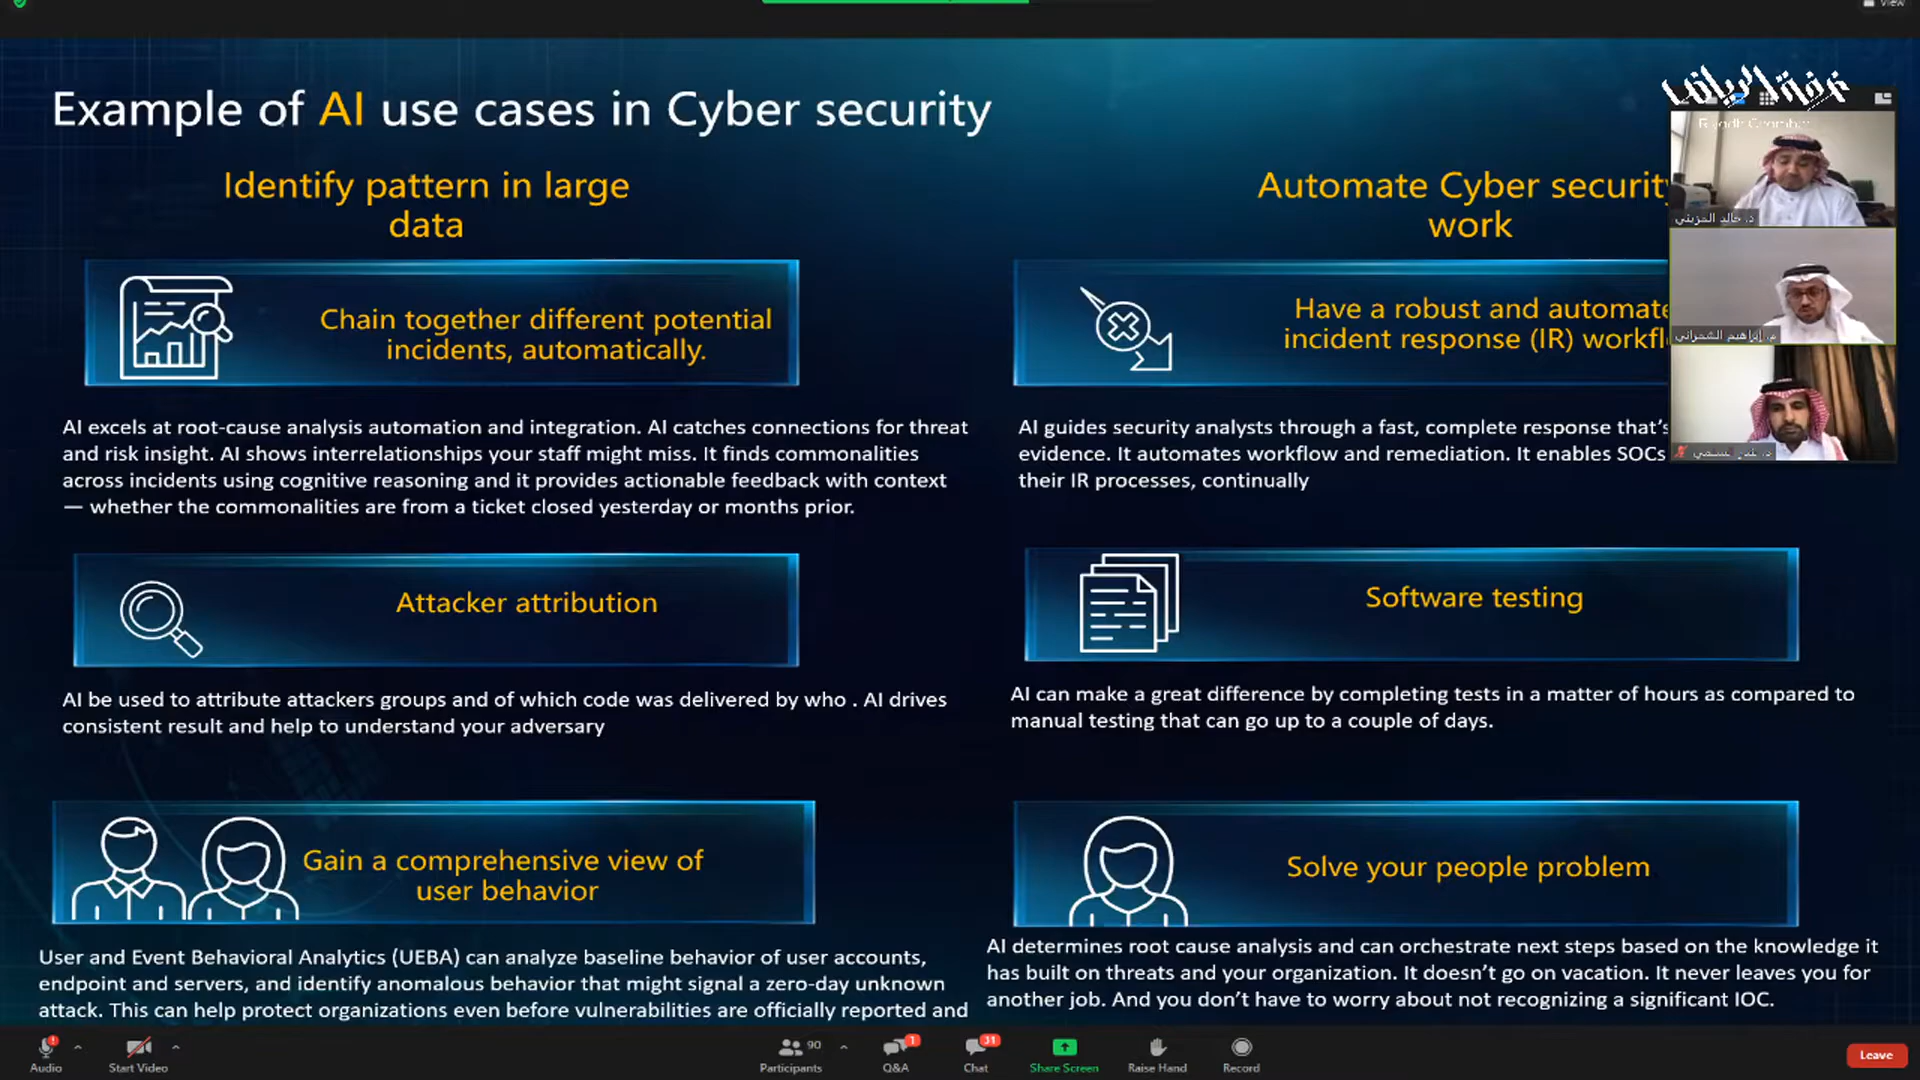 View
Example of AI use cases in Cyber security
غرفة الرياض
Identify pattern in large
data
Chain together different potential
incidents, automatically.
AI excels at root-cause analysis automation and integration. AI catches connections for threat
and risk insight. AI shows interrelationships your staff might miss. It finds commonalities
across incidents using cognitive reasoning and it provides actionable feedback with context
— whether the commonalities are from a ticket closed yesterday or months prior.
Attacker attribution
AI be used to attribute attackers groups and of which code was delivered by who . AI drives
consistent result and help to understand your adversary
Gain a comprehensive view of
user behavior
User and Event Behavioral Analytics (UEBA) can analyze baseline behavior of user accounts,
endpoint and servers, and identify anomalous behavior that might signal a zero-day unknown
attack. This can help protect organizations even before vulnerabilities are officially reported and
Automate Cyber security
work
Have a robust and automate
incident response (IR) workfl
AI guides security analysts through a fast, complete response that's
evidence. It automates workflow and remediation. It enables SOCs
their IR processes, continually
Software testing
AI can make a great difference by completing tests in a matter of hours as compared to
manual testing that can go up to a couple of days.
Solve your people problem
AI determines root cause analysis and can orchestrate next steps based on the knowledge it
has built on threats and your organization. It doesn't go on vacation. It never leaves you for
another job. And you don't have to worry about not recognizing a significant IOC.
د. خالد المزيني
م. إبراهيم الشمراني
Audio
Start Video
90
Participants
1
Q&A
31
Chat
Share Screen
Raise Hand
Record
Leave